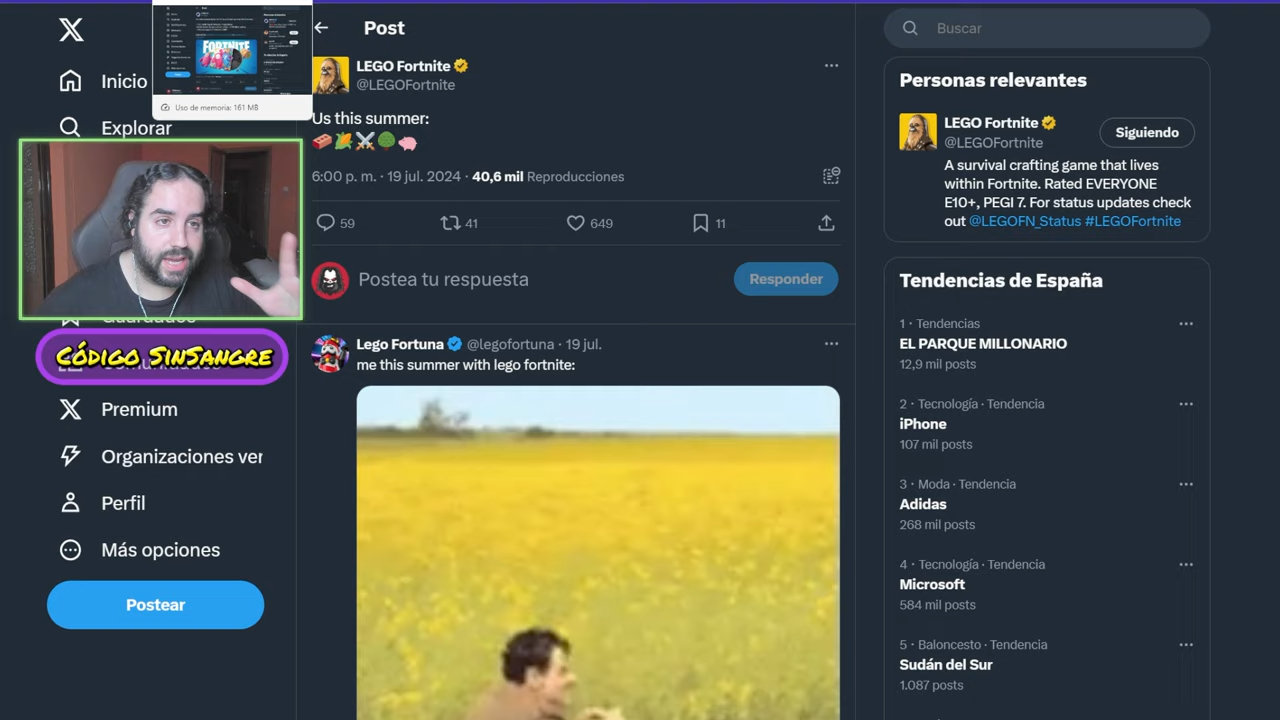 Inicio
Explorar
CÓDIGO SINSANGRE
Premium
Organizaciones ver
Perfil
Más opciones
Postear
FORTNITE
Uso de memoria: 161 MB
Post
LEGO Fortnite
@LEGOFortnite
Us this summer:
🧱🌽⚔️🌳🐷
6:00 p. m. · 19 jul. 2024 · 40,6 mil Reproducciones
59
41
649
11
Postea tu respuesta
Responder
Lego Fortuna @legofortuna · 19 jul.
me this summer with lego fortnite:
Buscar
Personas relevantes
LEGO Fortnite
@LEGOFortnite
Siguiendo
A survival crafting game that lives
within Fortnite. Rated EVERYONE
E10+, PEGI 7. For status updates check
out @LEGOFN_Status #LEGOFortnite
Tendencias de España
1 · Tendencias
EL PARQUE MILLONARIO
12,9 mil posts
2 · Tecnología · Tendencia
iPhone
107 mil posts
3 · Moda · Tendencia
Adidas
268 mil posts
4 · Tecnología · Tendencia
Microsoft
584 mil posts
5 · Baloncesto · Tendencia
Sudán del Sur
1.087 posts